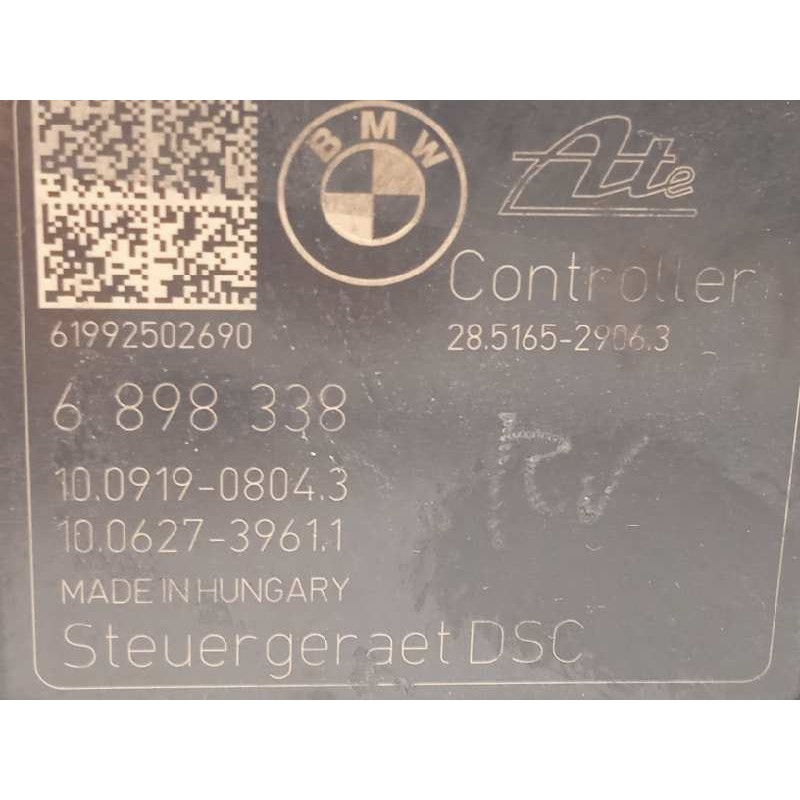 BMW
Ate
Controller
61992502690
28.5165-2906.3
6 898 338
10.0919-0804.3
10.0627-3961.1
MADE IN HUNGARY
Steuergeraet DSC